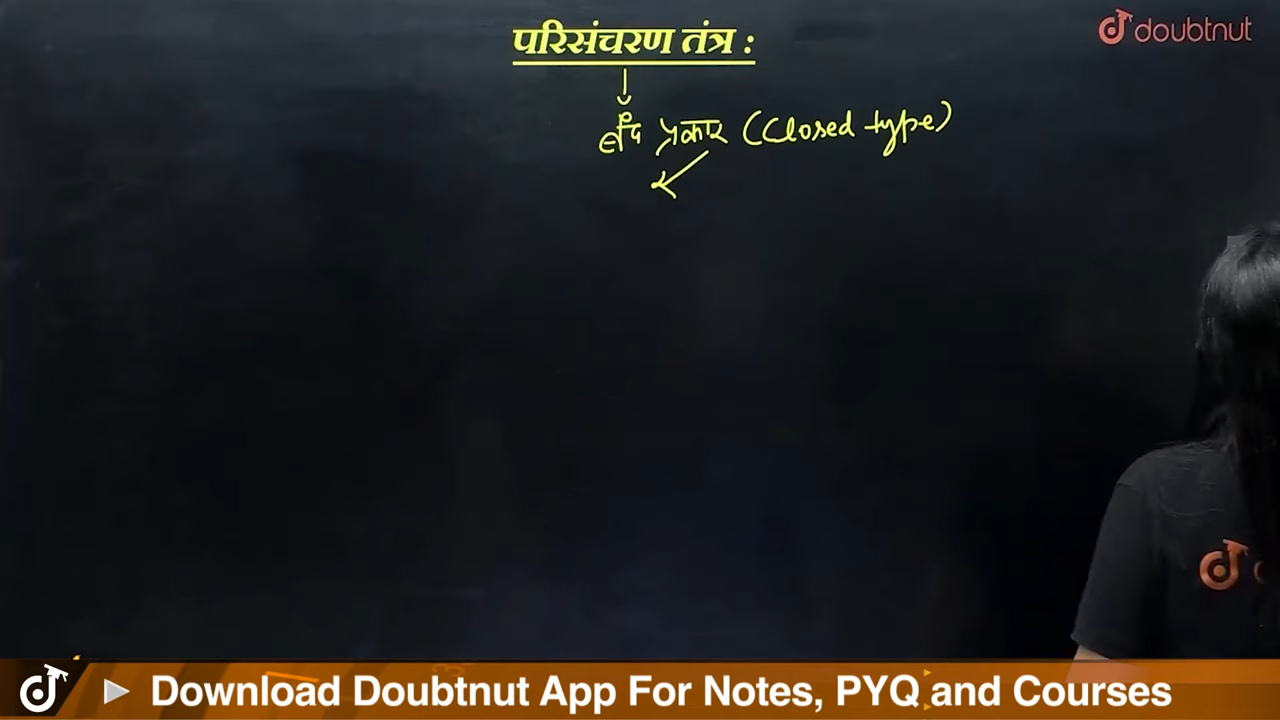 परिसंचरण तंत्र :
doubtnut
प्रकार (Closed type)
Download Doubtnut App For Notes, PYQ and Courses